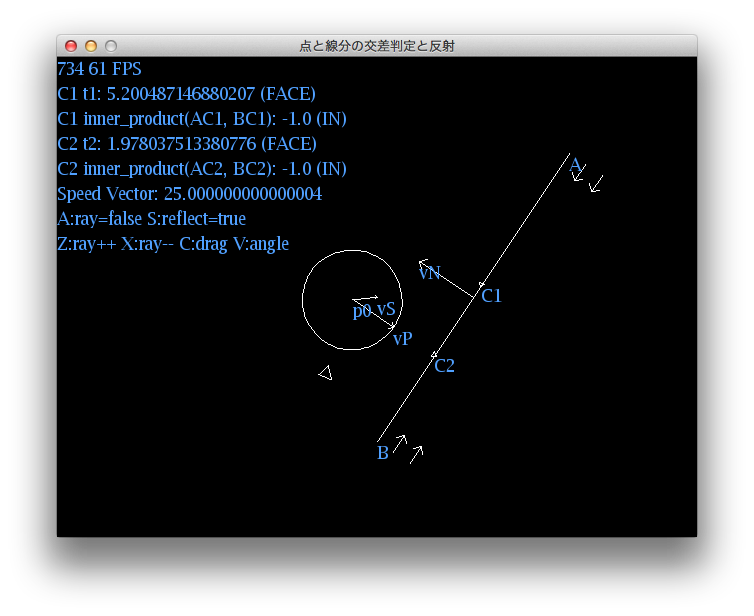 点と線分の交差判定と反射
734 61 FPS
C1 t1: 5.200487146880207 (FACE)
C1 inner_product(AC1, BC1): -1.0 (IN)
C2 t2: 1.978037513380776 (FACE)
C2 inner_product(AC2, BC2): -1.0 (IN)
Speed Vector: 25.000000000000004
A:ray=false S:reflect=true
Z:ray++ X:ray-- C:drag V:angle
A
vN
C1
p0
vS
vP
C2
B